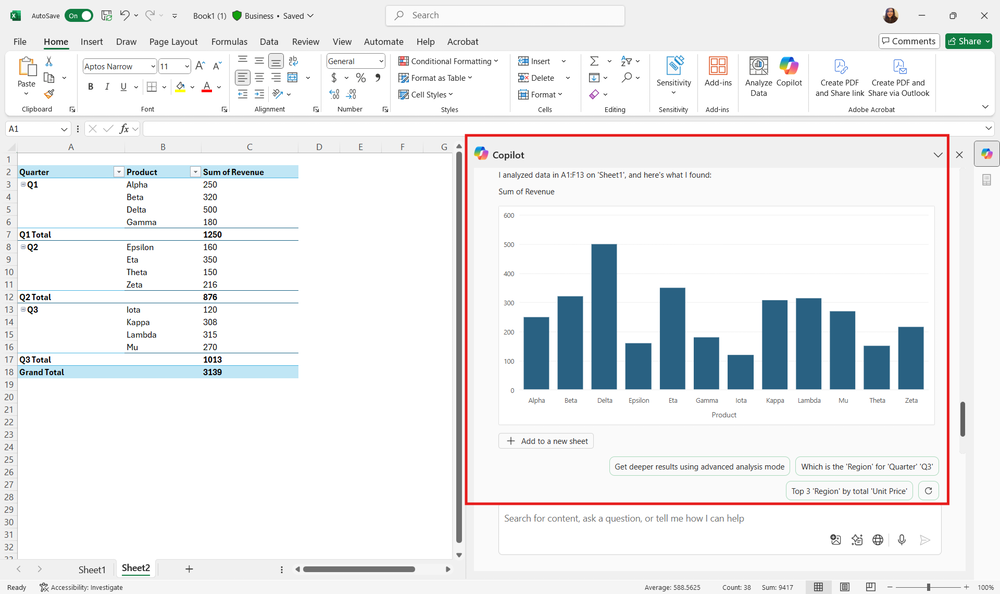 AutoSave On Book1 (1) Business • Saved Search
File Home Insert Draw Page Layout Formulas Data Review View Automate Help Acrobat Comments Share
Paste Aptos Narrow 11 General Conditional Formatting Insert Sensitivity Add-ins Analyze Data Copilot Create PDF and Share link Create PDF and Share via Outlook
Format as Table Delete
B I U A $ % Cell Styles Format
Clipboard Font Alignment Number Styles Cells Editing Sensitivity Add-ins Adobe Acrobat
A1 fx
A B C D E F G
1
2 Quarter Product Sum of Revenue
3 Q1 Alpha 250
4 Beta 320
5 Delta 500
6 Gamma 180
7 Q1 Total 1250
8 Q2 Epsilon 160
9 Eta 350
10 Theta 150
11 Zeta 216
12 Q2 Total 876
13 Q3 Iota 120
14 Kappa 308
15 Lambda 315
16 Mu 270
17 Q3 Total 1013
18 Grand Total 3139
19
20
21
22
23
24
25
26
27
28
29
30
31
32
Copilot
I analyzed data in A1:F13 on 'Sheet1', and here's what I found:
Sum of Revenue
600
500
400
300
200
100
0
Alpha Beta Delta Epsilon Eta Gamma Iota Kappa Lambda Mu Theta Zeta
Product
Add to a new sheet
Get deeper results using advanced analysis mode Which is the 'Region' for 'Quarter' 'Q3'
Top 3 'Region' by total 'Unit Price'
Search for content, ask a question, or tell me how I can help
Sheet1 Sheet2
Ready Accessibility: Investigate Average: 588.5625 Count: 38 Sum: 9417 100%